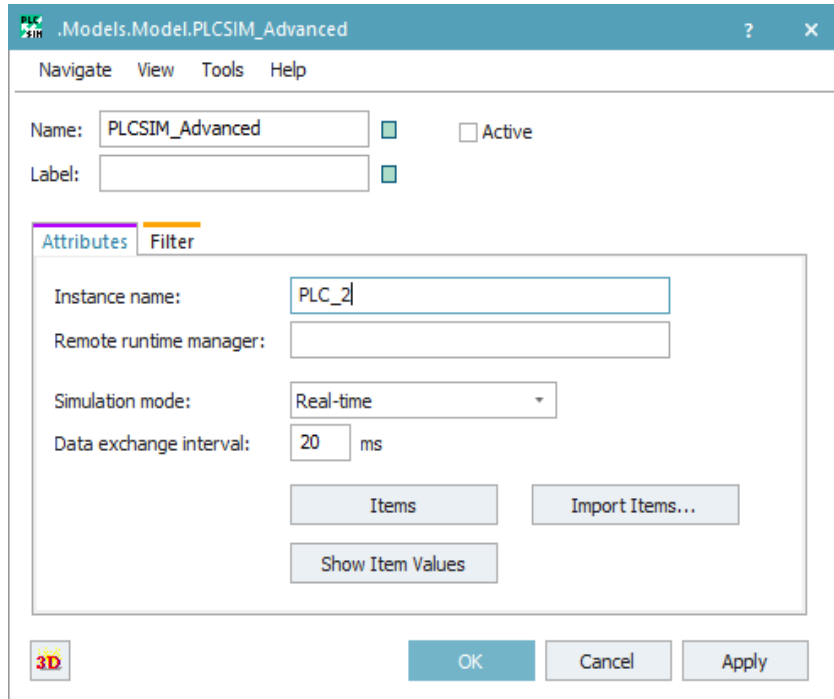 PLC SIM .Models.Model.PLCSIM_Advanced ? ×
Navigate View Tools Help
Name: PLCSIM_Advanced Active
Label:
Attributes Filter
Instance name: PLC_2
Remote runtime manager:
Simulation mode: Real-time
Data exchange interval: 20 ms
Items Import Items...
Show Item Values
3D OK Cancel Apply